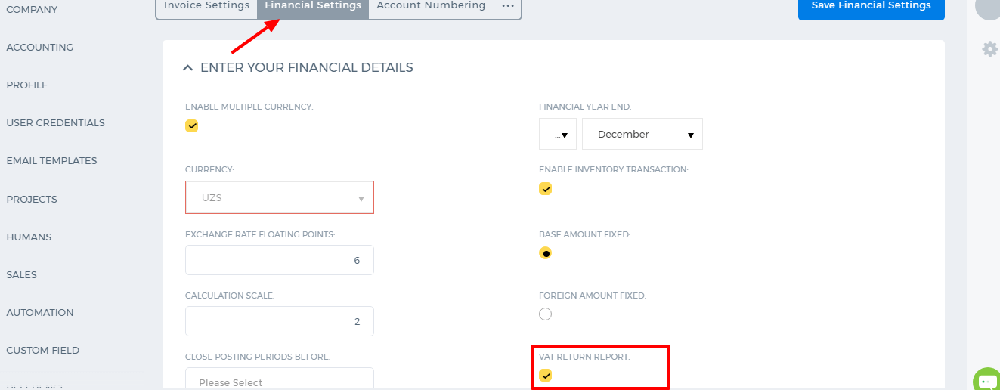 COMPANY
ACCOUNTING
PROFILE
USER CREDENTIALS
EMAIL TEMPLATES
PROJECTS
HUMANS
SALES
AUTOMATION
CUSTOM FIELD
Invoice Settings
Financial Settings
Account Numbering
...
Save Financial Settings
ENTER YOUR FINANCIAL DETAILS
ENABLE MULTIPLE CURRENCY:
CURRENCY:
UZS
EXCHANGE RATE FLOATING POINTS:
6
CALCULATION SCALE:
2
CLOSE POSTING PERIODS BEFORE:
Please Select
FINANCIAL YEAR END:
... December
ENABLE INVENTORY TRANSACTION:
BASE AMOUNT FIXED:
FOREIGN AMOUNT FIXED:
VAT RETURN REPORT: